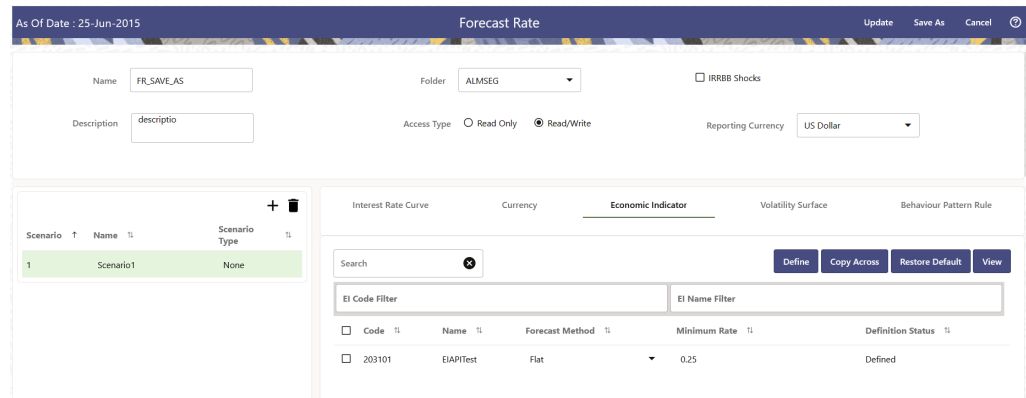 As Of Date : 25-Jun-2015 Forecast Rate Update Save As Cancel ?
Name FR_SAVE_AS Folder ALMSEG IRRBB Shocks
Description descriptio Access Type Read Only Read/Write Reporting Currency US Dollar
Interest Rate Curve Currency Economic Indicator Volatility Surface Behaviour Pattern Rule
Scenario Name Scenario Type
1 Scenario1 None
Search Define Copy Across Restore Default View
EI Code Filter EI Name Filter
Code Name Forecast Method Minimum Rate Definition Status
203101 EIAPITest Flat 0.25 Defined